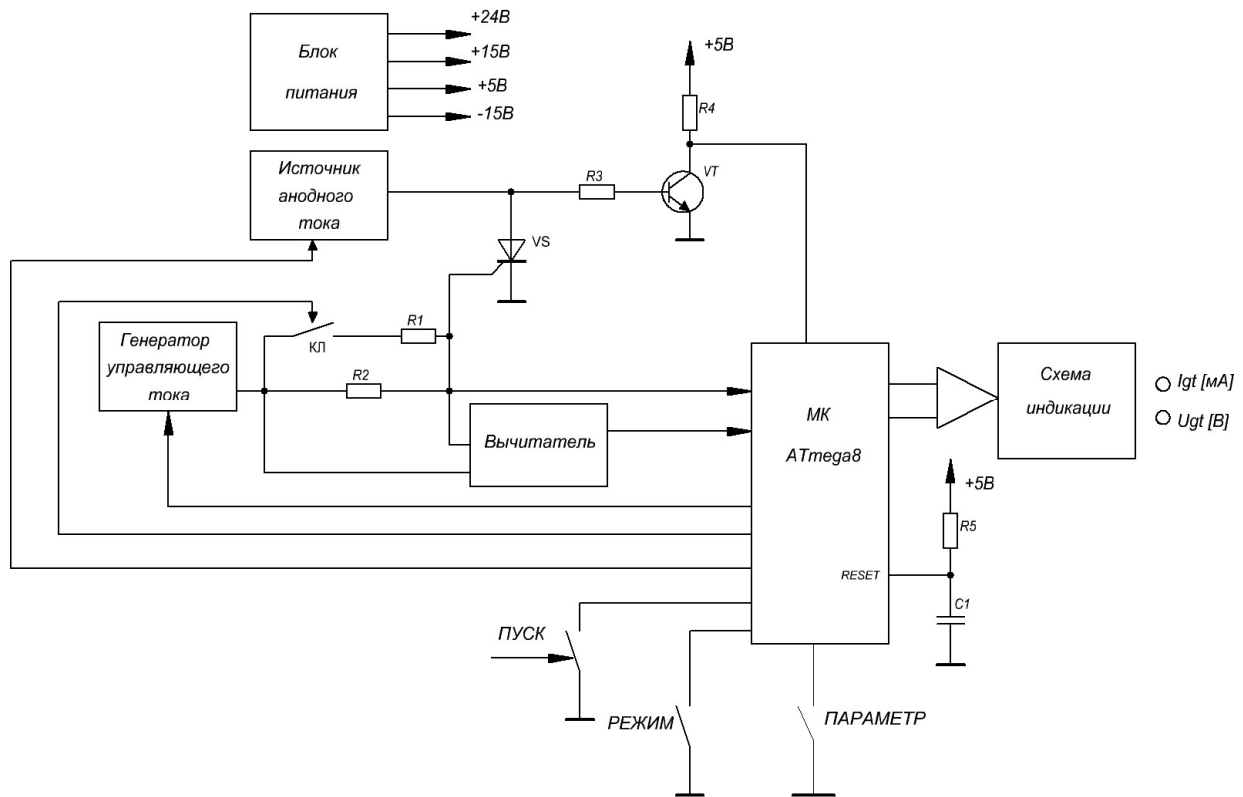 Блок
питания
+24В
+15В
+5В
-15В
+5В
R4
Источник
анодного
тока
R3
VT
VS
Генератор
управляющего
тока
КЛ
R1
R2
Вычитатель
МК
ATmega8
RESET
Схема
индикации
Igt [мА]
Ugt [В]
+5В
R5
C1
ПУСК
РЕЖИМ
ПАРАМЕТР